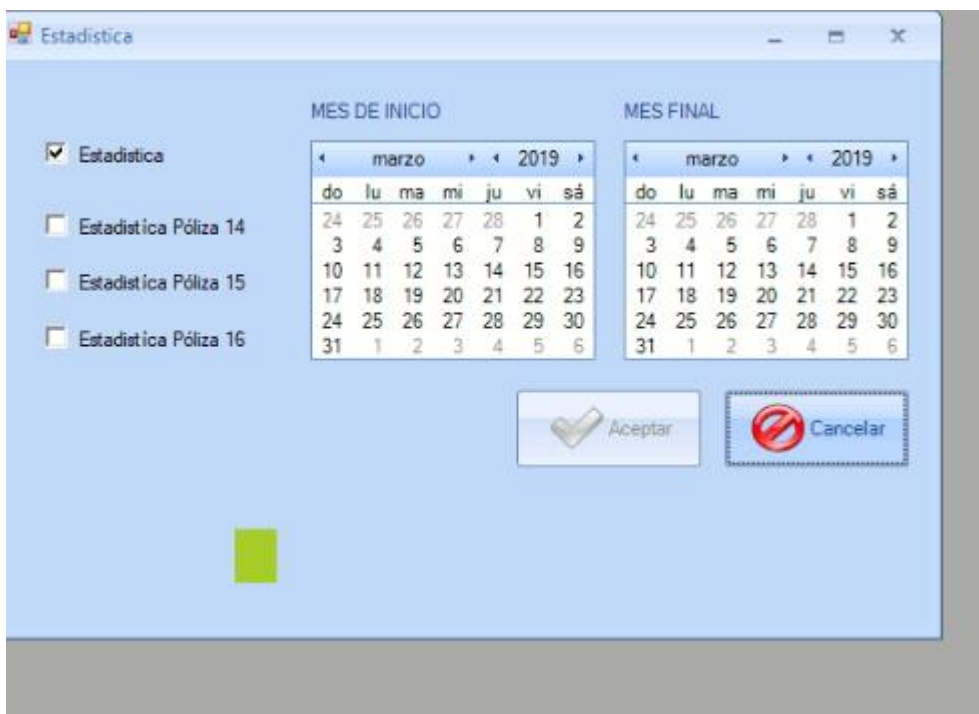 Estadistica
MES DE INICIO
MES FINAL
Estadistica
Estadistica Póliza 14
Estadistica Póliza 15
Estadistica Póliza 16
marzo 2019
do lu ma mi ju vi sá
24 25 26 27 28 1 2
3 4 5 6 7 8 9
10 11 12 13 14 15 16
17 18 19 20 21 22 23
24 25 26 27 28 29 30
31 1 2 3 4 5 6
marzo 2019
do lu ma mi ju vi sá
24 25 26 27 28 1 2
3 4 5 6 7 8 9
10 11 12 13 14 15 16
17 18 19 20 21 22 23
24 25 26 27 28 29 30
31 1 2 3 4 5 6
Aceptar
Cancelar